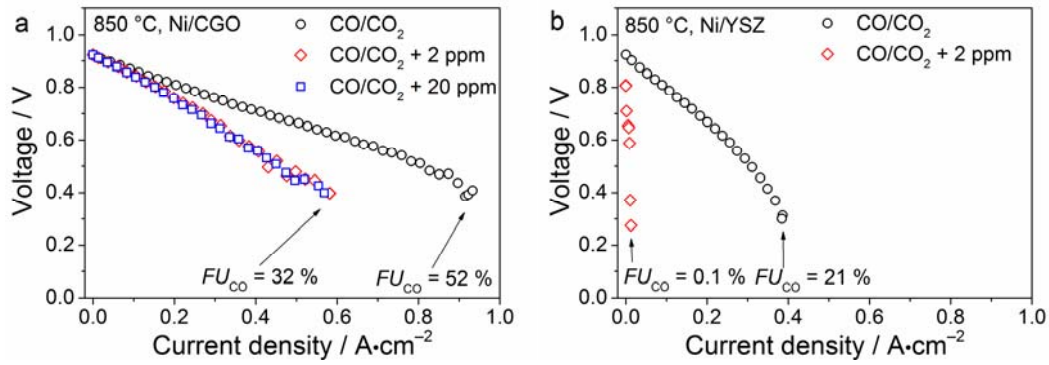 a
850 °C, Ni/CGO
CO/CO₂
CO/CO₂ + 2 ppm
CO/CO₂ + 20 ppm
Voltage / V
1.0
0.8
0.6
0.4
0.2
0.0
FU_CO = 32 %
FU_CO = 52 %
0.0 0.2 0.4 0.6 0.8 1.0
Current density / A·cm⁻²
b
850 °C, Ni/YSZ
CO/CO₂
CO/CO₂ + 2 ppm
Voltage / V
1.0
0.8
0.6
0.4
0.2
0.0
FU_CO = 0.1 %
FU_CO = 21 %
0.0 0.2 0.4 0.6 0.8 1.0
Current density / A·cm⁻²